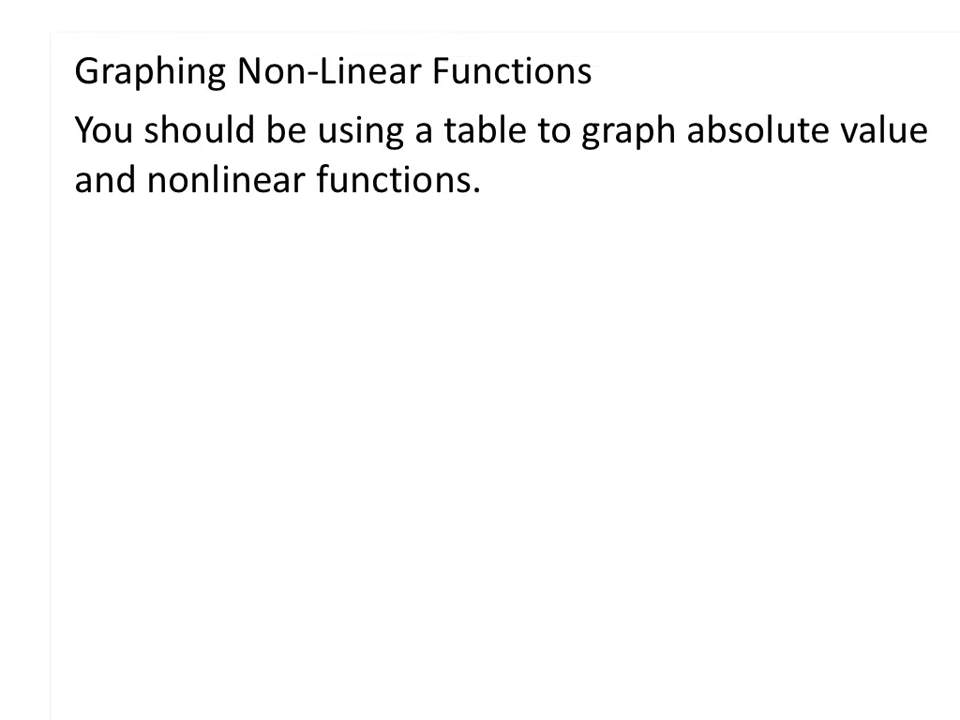 Graphing Non-Linear Functions
You should be using a table to graph absolute value
and nonlinear functions.